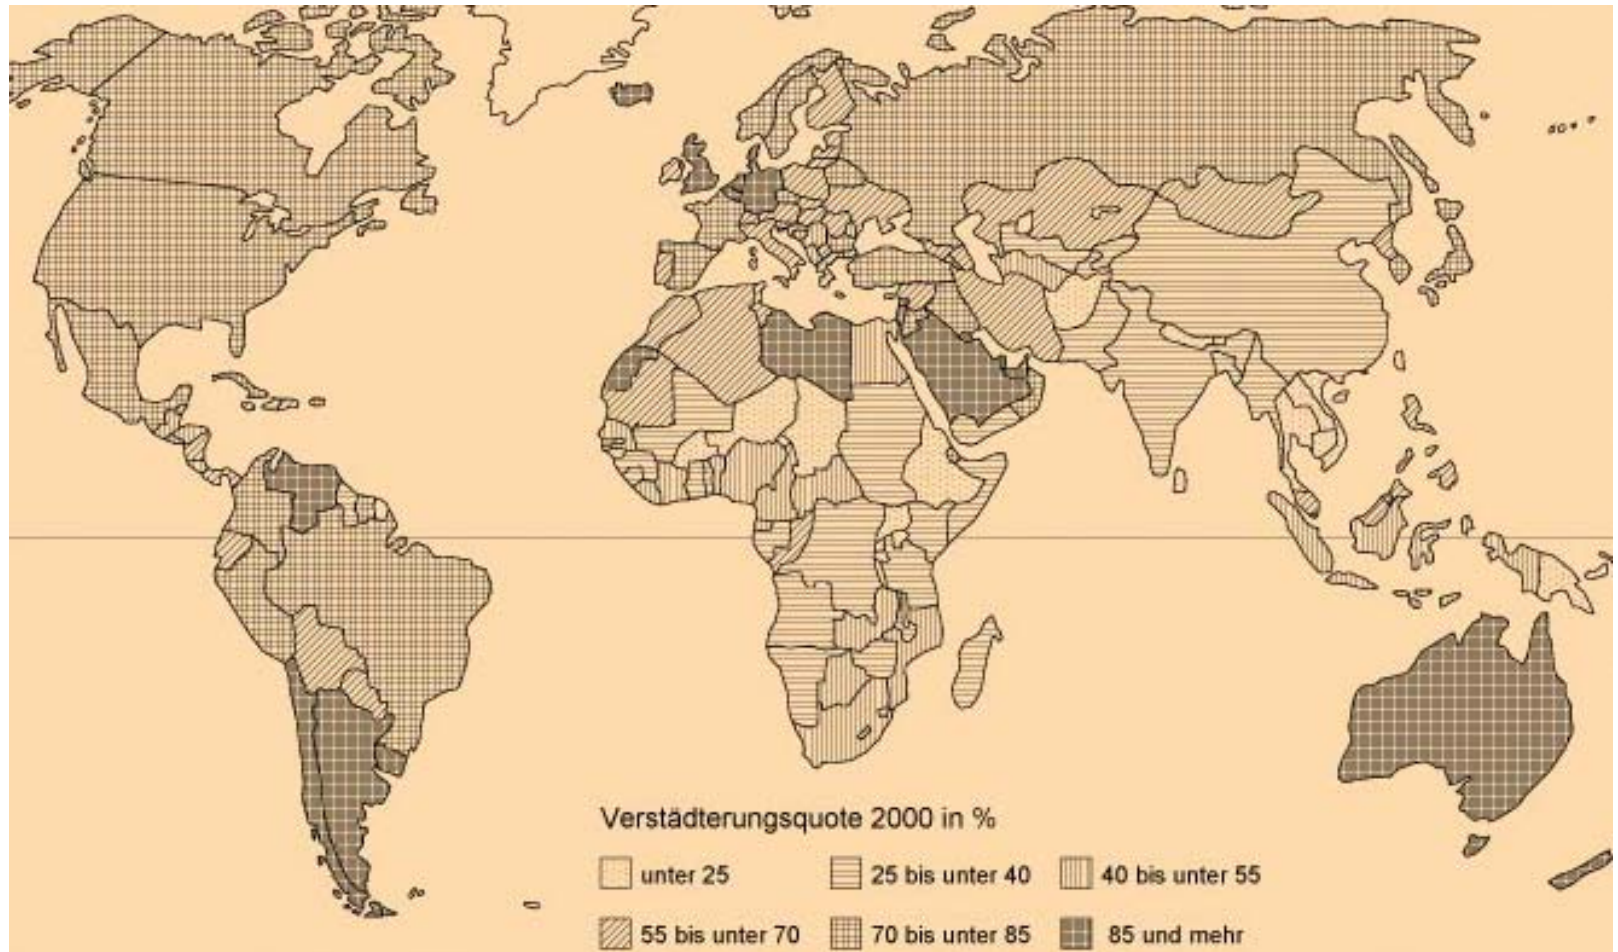 Verstädterungsquote 2000 in %
unter 25
25 bis unter 40
40 bis unter 55
55 bis unter 70
70 bis unter 85
85 und mehr